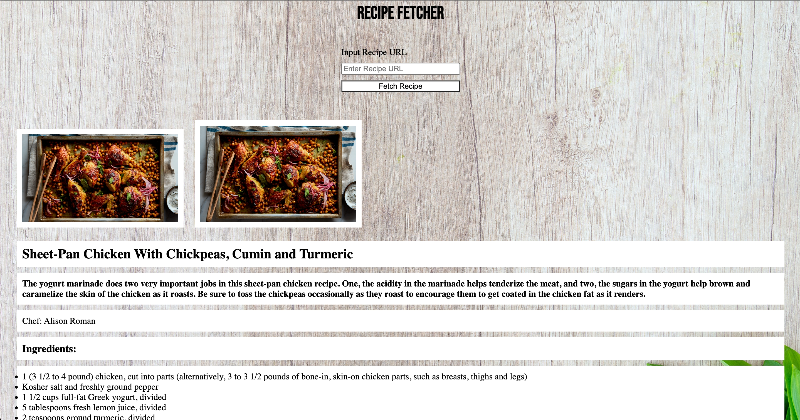 RECIPE FETCHER
Input Recipe URL
Enter Recipe URL
Fetch Recipe
Sheet-Pan Chicken With Chickpeas, Cumin and Turmeric
The yogurt marinade does two very important jobs in this sheet-pan chicken recipe. One, the acidity in the marinade helps tenderize the meat, and two, the sugars in the yogurt help brown and
caramelize the skin of the chicken as it roasts. Be sure to toss the chickpeas occasionally as they roast to encourage them to get coated in the chicken fat as it renders.
Chef: Alison Roman
Ingredients:
1 (3 1/2 to 4 pound) chicken, cut into parts (alternatively, 3 to 3 1/2 pounds of bone-in, skin-on chicken parts, such as breasts, thighs and legs)
Kosher salt and freshly ground pepper
1 1/2 cups full-fat Greek yogurt, divided
5 tablespoons fresh lemon juice, divided
2 teaspoons ground turmeric, divided